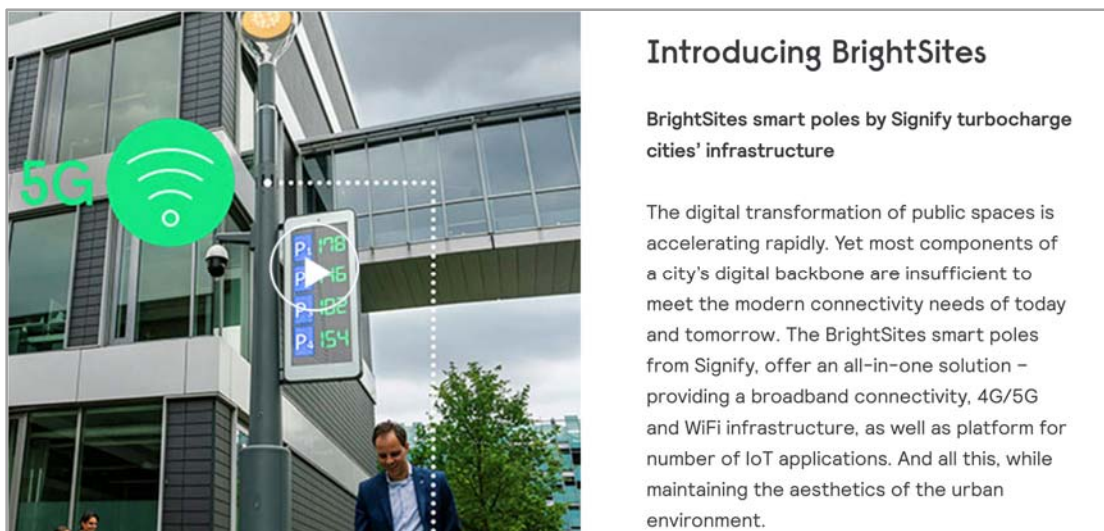 5G
P1 178
P
46
P 102
P4 154
Introducing BrightSites
BrightSites smart poles by Signify turbocharge
cities’ infrastructure
The digital transformation of public spaces is
accelerating rapidly. Yet most components of
a city’s digital backbone are insufficient to
meet the modern connectivity needs of today
and tomorrow. The BrightSites smart poles
from Signify, offer an all-in-one solution –
providing a broadband connectivity, 4G/5G
and WiFi infrastructure, as well as platform for
number of IoT applications. And all this, while
maintaining the aesthetics of the urban
environment.